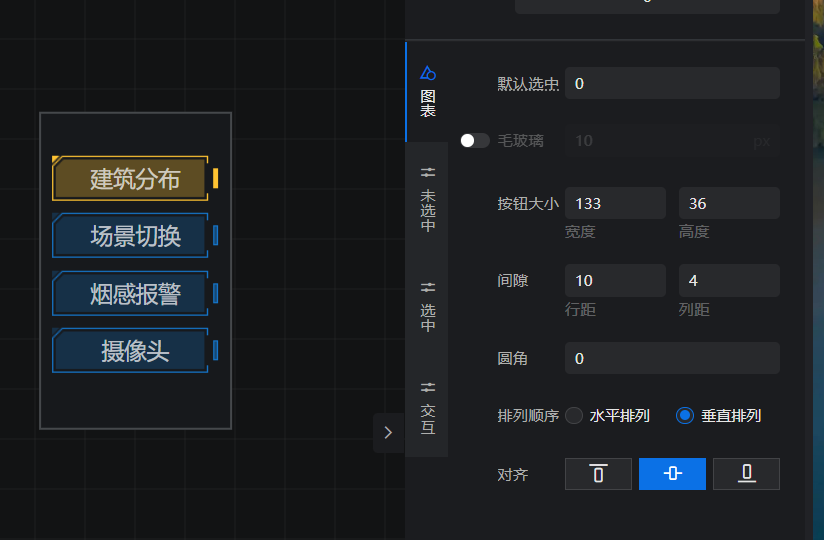 建筑分布
场景切换
烟感报警
摄像头
图表
未选中
选中
交互
默认选中 0
毛玻璃 10 px
按钮大小 133 36
宽度 高度
间隙 10 4
行距 列距
圆角 0
排列顺序 水平排列 垂直排列
对齐